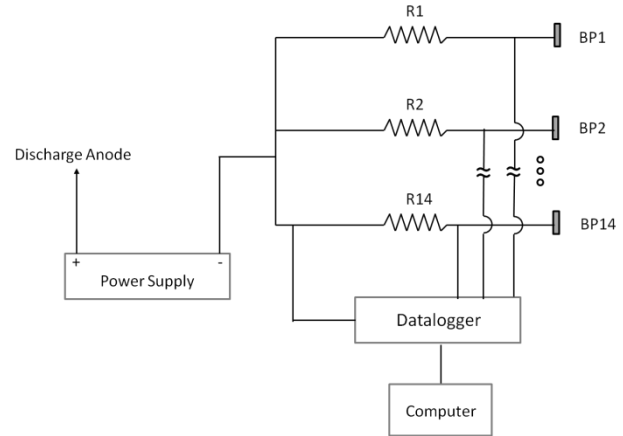 R1
BP1
R2
BP2
Discharge Anode
R14
BP14
+ -
Power Supply
Datalogger
Computer